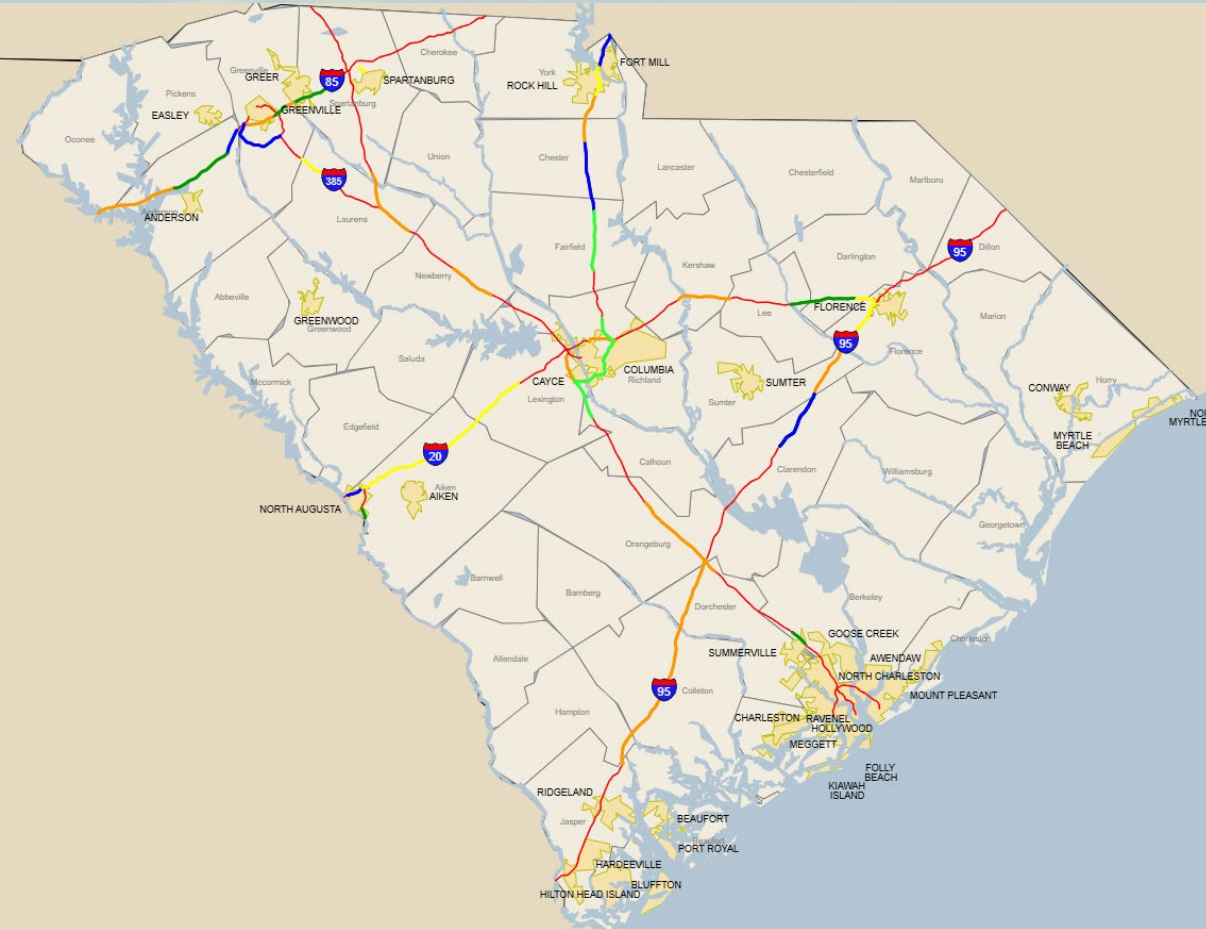 FORT MILL
Cherokee
Greenville
GREER
85
SPARTANBURG
York
ROCK HILL
Pickens
Spartanburg
GREENVILLE
EASLEY
Oconee
Union
Chester
Lancaster
Chesterfield
Marlboro
385
ANDERSON
Laurens
Fairfield
Darlington
95
Dillon
Kershaw
Newberry
Abbeville
GREENWOOD
Greenwood
FLORENCE
Lee
Marion
95
Florence
Saluda
COLUMBIA
Richland
CAYCE
Lexington
SUMTER
Sumter
Mccormick
CONWAY
Horry
Edgefield
MYRTLE
BEACH
NOR
MYRTLE
20
Calhoun
Clarendon
Williamsburg
Aiken
AIKEN
NORTH AUGUSTA
Georgetown
Orangeburg
Barnwell
Bamberg
Dorchester
Berkeley
GOOSE CREEK
Charleston
SUMMERVILLE
AWENDAW
Allendale
NORTH CHARLESTON
95
Colleton
MOUNT PLEASANT
Hampton
CHARLESTON
RAVENEL
HOLLYWOOD
MEGGETT
FOLLY
BEACH
KIAWAH
ISLAND
RIDGELAND
Jasper
BEAUFORT
Beaufort
PORT ROYAL
HARDEEVILLE
BLUFFTON
HILTON HEAD ISLAND